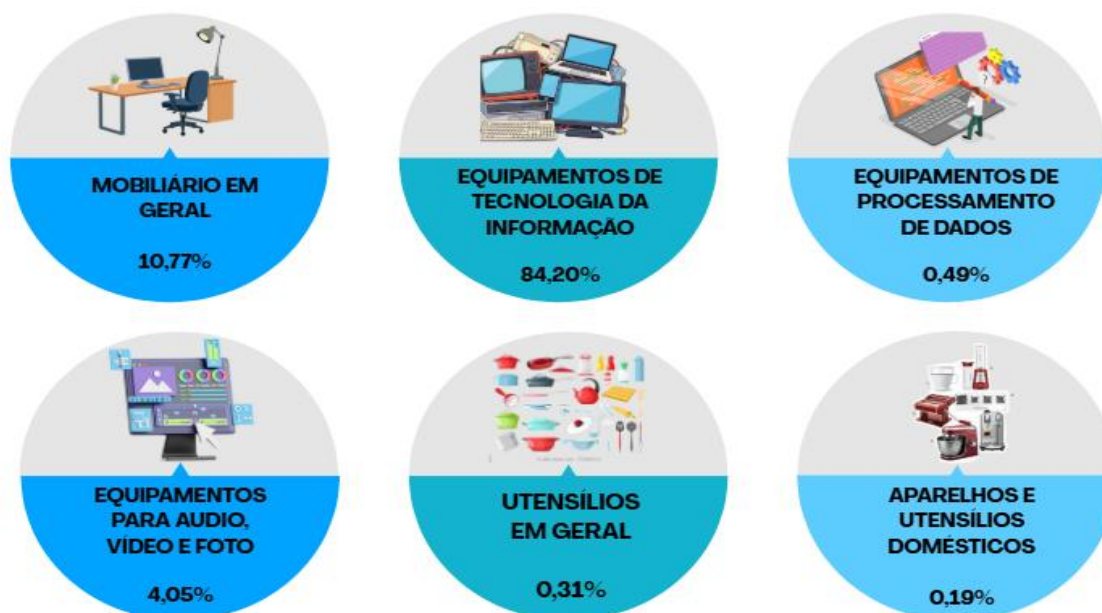 MOBILIÁRIO EM
GERAL
10,77%
EQUIPAMENTOS DE
TECNOLOGIA DA
INFORMAÇÃO
84,20%
EQUIPAMENTOS DE
PROCESSAMENTO
DE DADOS
0,49%
EQUIPAMENTOS
PARA AUDIO,
VÍDEO E FOTO
4,05%
UTENSÍLIOS
EM GERAL
0,31%
APARELHOS E
UTENSÍLIOS
DOMÉSTICOS
0,19%